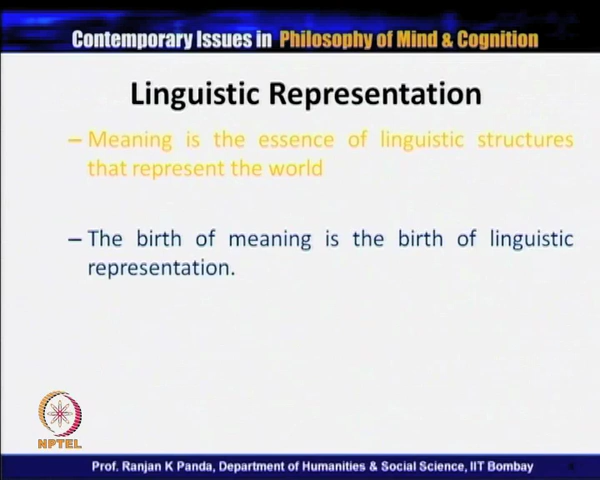 Contemporary Issues in Philosophy of Mind & Cognition
Linguistic Representation
– Meaning is the essence of linguistic structures
that represent the world
– The birth of meaning is the birth of linguistic
representation.
NPTEL
Prof. Ranjan K Panda, Department of Humanities & Social Science, IIT Bombay